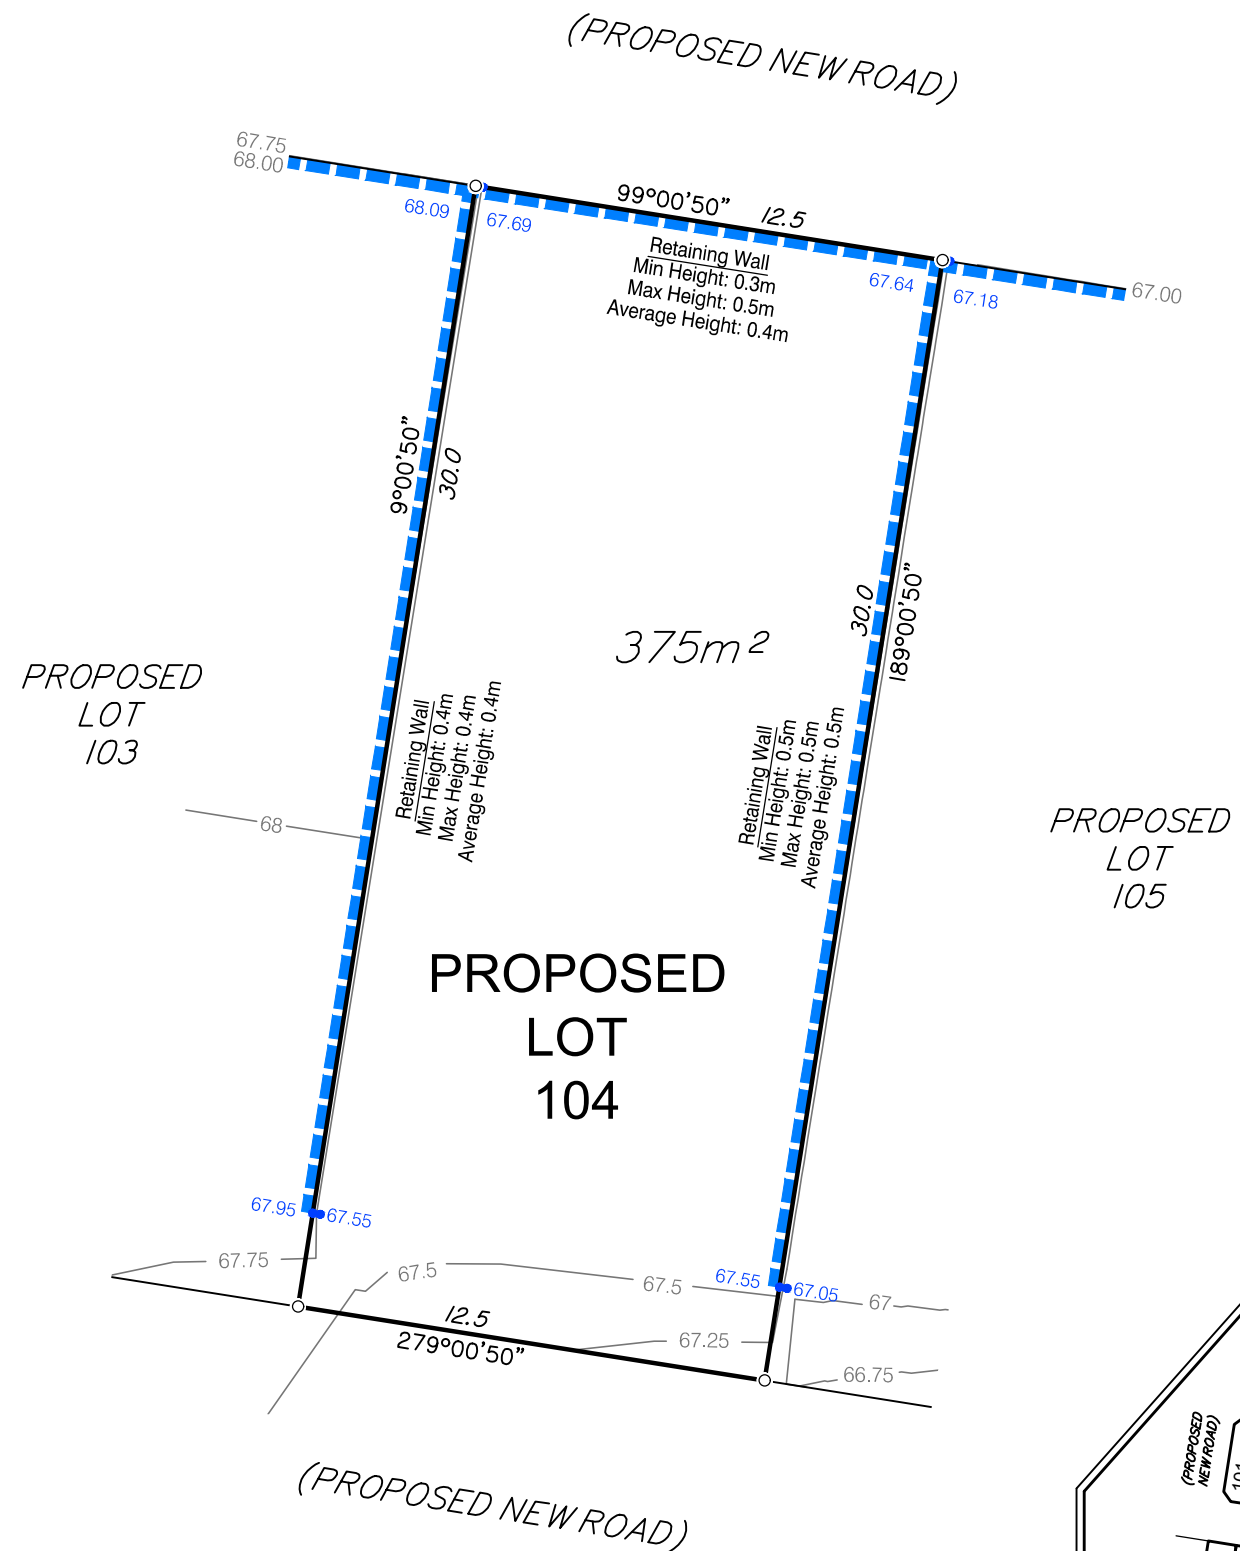 (PROPOSED NEW ROAD)
67.75
68.00
68.09
67.69
99°00'50"
12.5
Retaining Wall
Min Height: 0.3m
Max Height: 0.5m
Average Height: 0.4m
67.64
67.18
67.00
9°00'50"
30.0
30.0
189°00'50"
375m²
PROPOSED
LOT
103
Retaining Wall
Min Height: 0.4m
Max Height: 0.4m
Average Height: 0.4m
Retaining Wall
Min Height: 0.5m
Max Height: 0.5m
Average Height: 0.5m
68
PROPOSED
LOT
105
PROPOSED
LOT
104
67.95
67.55
67.75
67.5
67.5
67.55
67.05
67
12.5
279°00'50"
67.25
66.75
(PROPOSED NEW ROAD)
(PROPOSED
NEW ROAD)
101